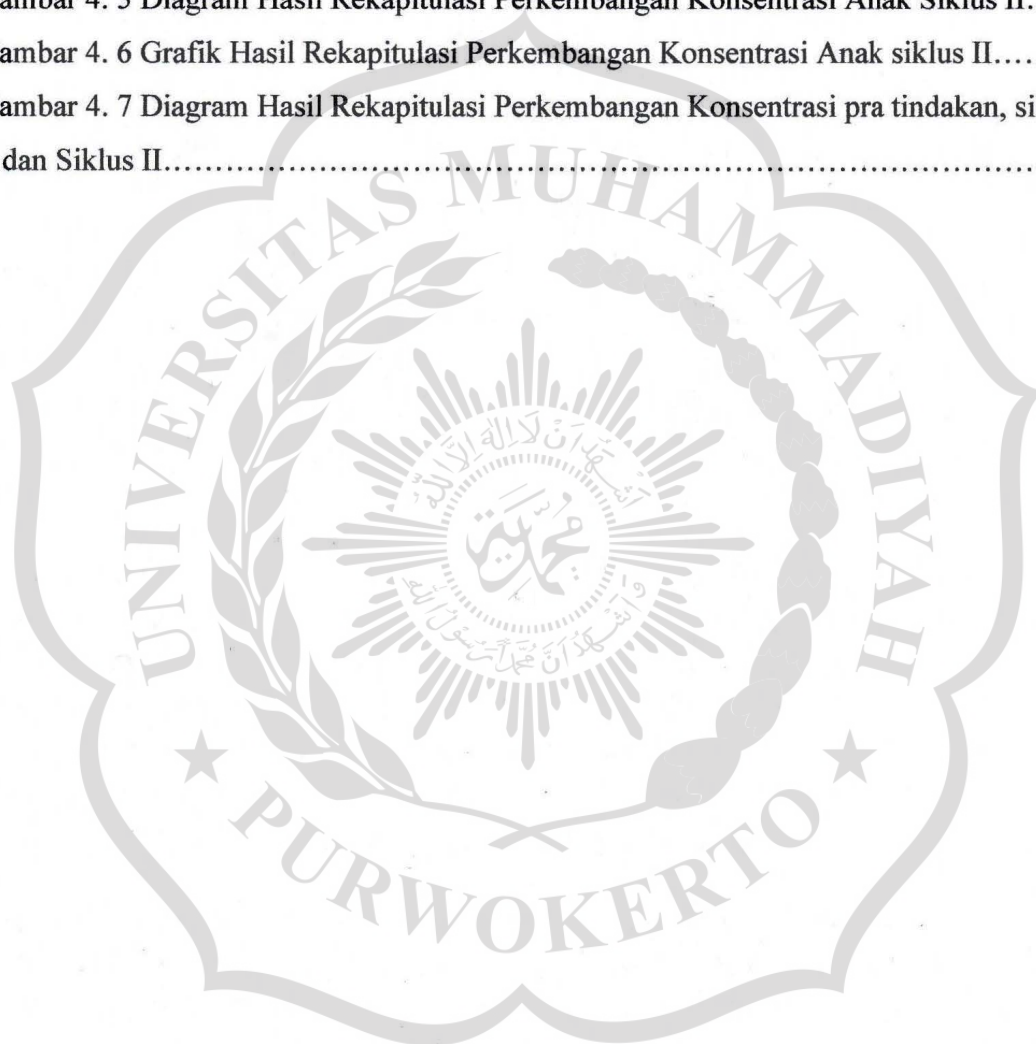 ambar 4. 5 Diagram Hasil Rekapitulasi Perkembangan Konsentrasi Anak Siklus II.
ambar 4. 6 Grafik Hasil Rekapitulasi Perkembangan Konsentrasi Anak siklus II....
ambar 4. 7 Diagram Hasil Rekapitulasi Perkembangan Konsentrasi pra tindakan, si
dan Siklus II................................................................................
UNIVERSITAS MUHAMMADIYAH
اَشْهَدُ اَنْ لَا اِلٰهَ اِلَّا اللّٰهُ
مُحَمَّدِيَّة
وَاَشْهَدُ اَنَّ مُحَمَّدًا رَسُوْلُ اللّٰهِ
PURWOKERTO